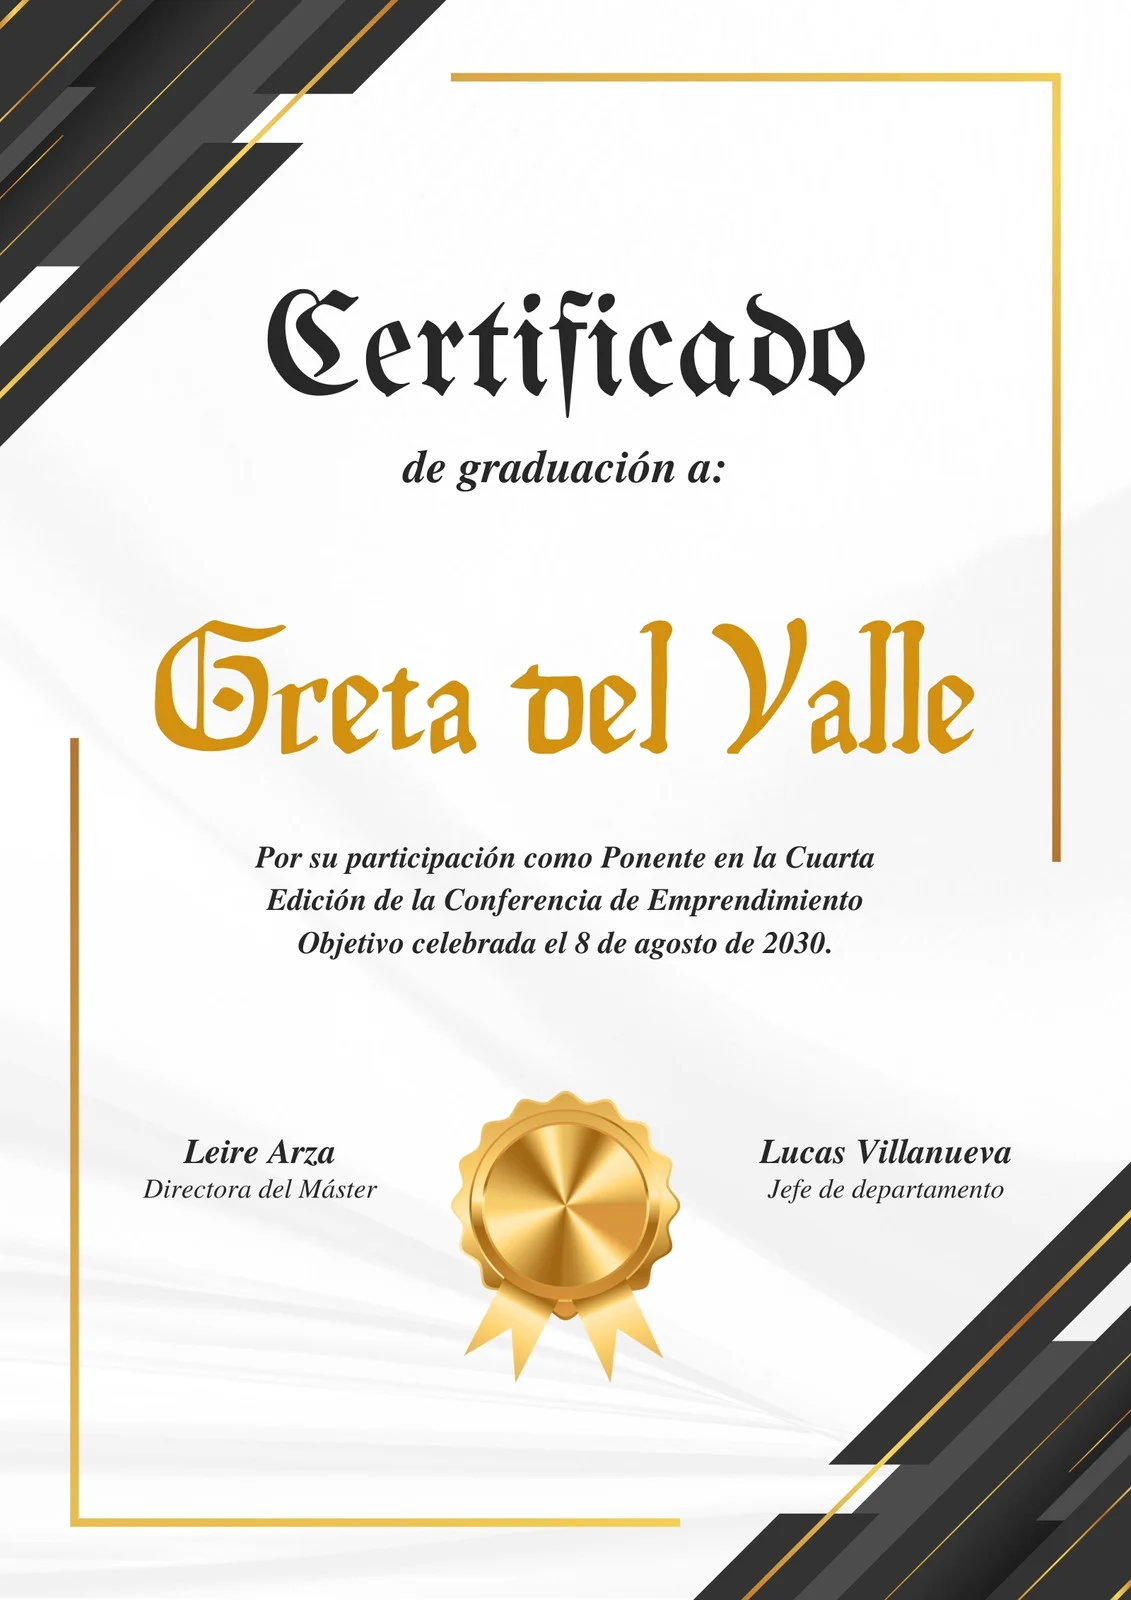 Certificado
de graduación a:
Greta del Valle
Por su participación como Ponente en la Cuarta
Edición de la Conferencia de Emprendimiento
Objetivo celebrada el 8 de agosto de 2030.
Leire Arza
Directora del Máster
Lucas Villanueva
Jefe de departamento